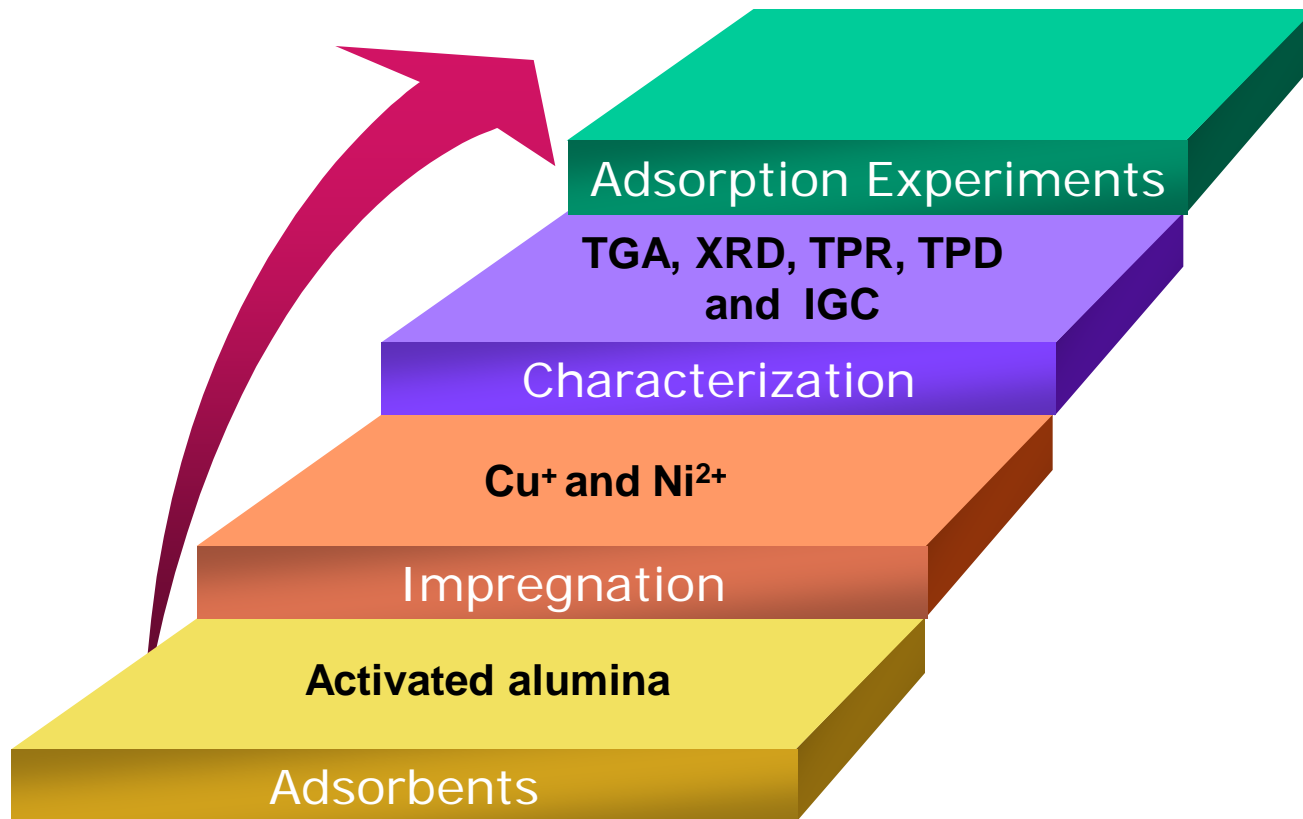 Adsorption Experiments
TGA, XRD, TPR, TPD
and IGC
Characterization
Cu⁺ and Ni²⁺
Impregnation
Activated alumina
Adsorbents